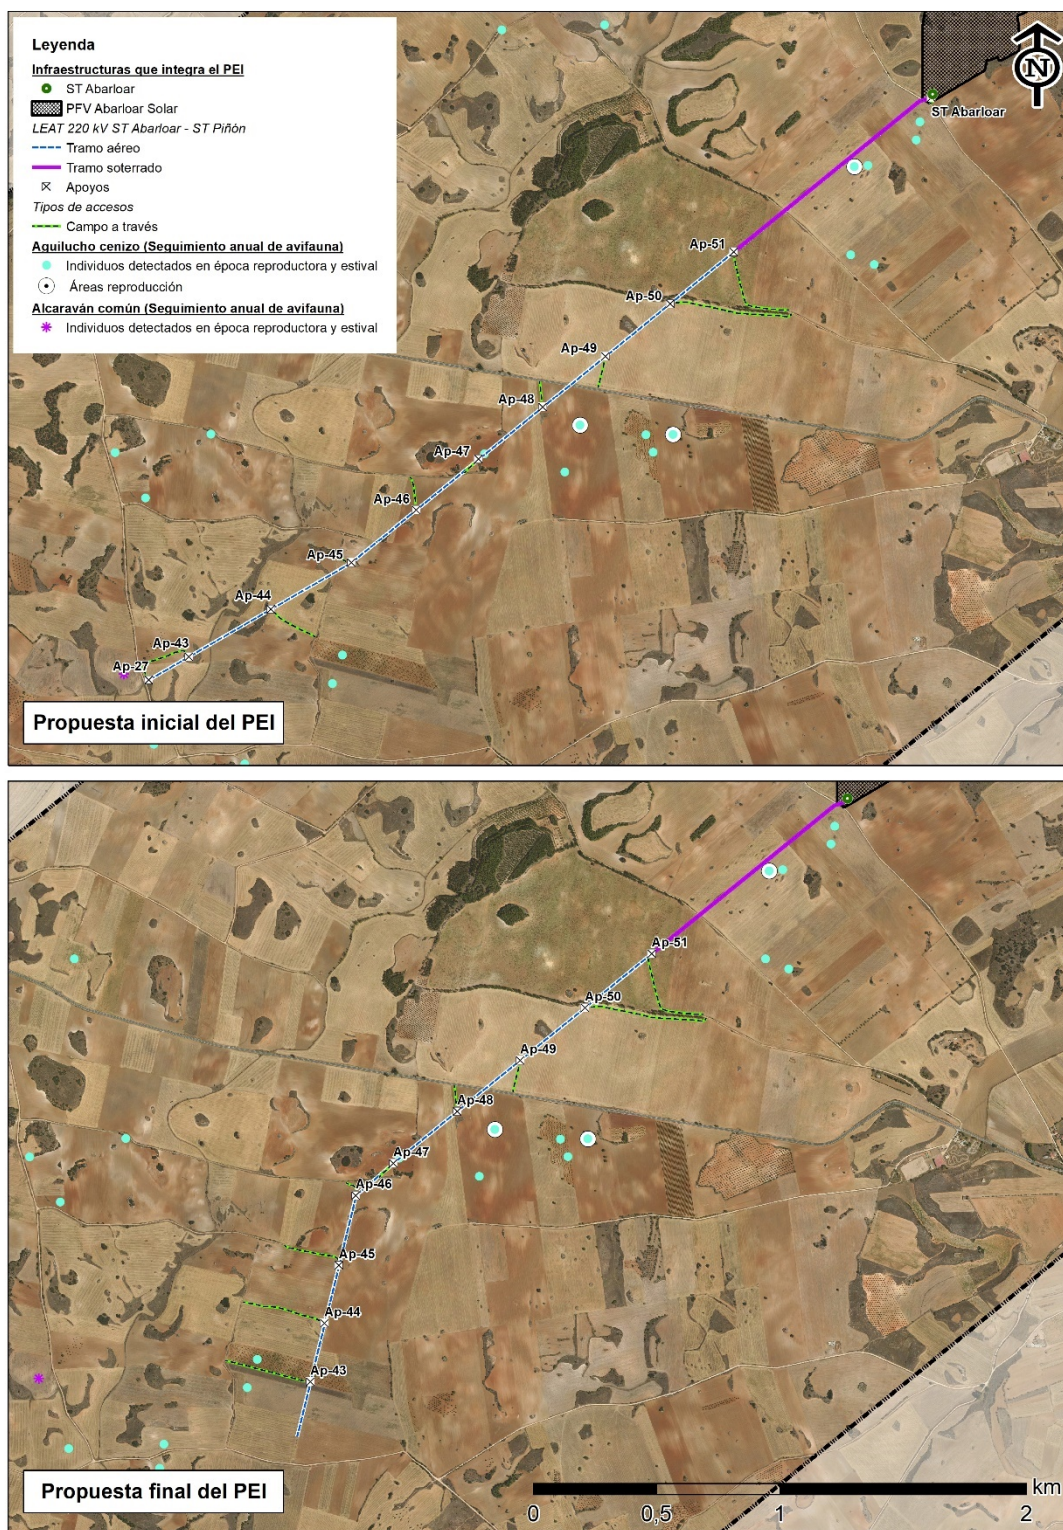 Leyenda
Infraestructuras que integra el PEI
ST Abarloar
PFV Abarloar Solar
LEAT 220 kV ST Abarloar - ST Piñón
Tramo aéreo
Tramo soterrado
Apoyos
Tipos de accesos
Campo a través
Aguilucho cenizo (Seguimiento anual de avifauna)
Individuos detectados en época reproductora y estival
Áreas reproducción
Alcaraván común (Seguimiento anual de avifauna)
Individuos detectados en época reproductora y estival
N
ST Abarloar
Ap-51
Ap-50
Ap-49
Ap-48
Ap-47
Ap-46
Ap-45
Ap-44
Ap-43
Ap-27
Propuesta inicial del PEI
Ap-51
Ap-50
Ap-49
Ap-48
Ap-47
Ap-46
Ap-45
Ap-44
Ap-43
Propuesta final del PEI
km
0 0,5 1 2